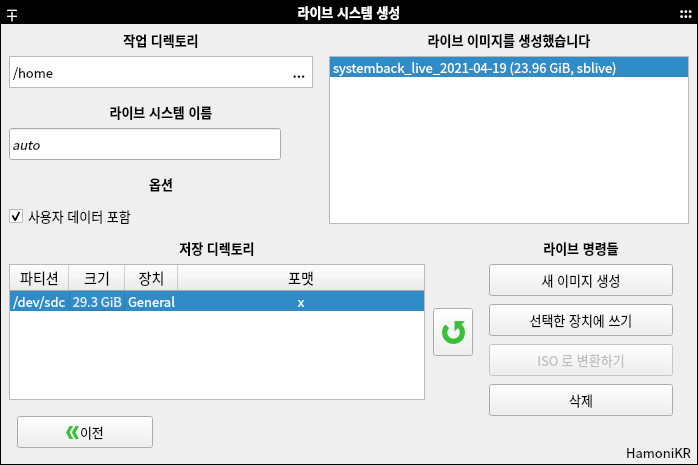 라이브 시스템 생성
작업 디렉토리
/home ...
라이브 시스템 이름
auto
옵션
사용자 데이터 포함
라이브 이미지를 생성했습니다
systemback_live_2021-04-19 (23.96 GiB, sblive)
저장 디렉토리
파티션 크기 장치 포맷
/dev/sdc 29.3 GiB General x
라이브 명령들
새 이미지 생성
선택한 장치에 쓰기
ISO 로 변환하기
삭제
이전
HamoniKR